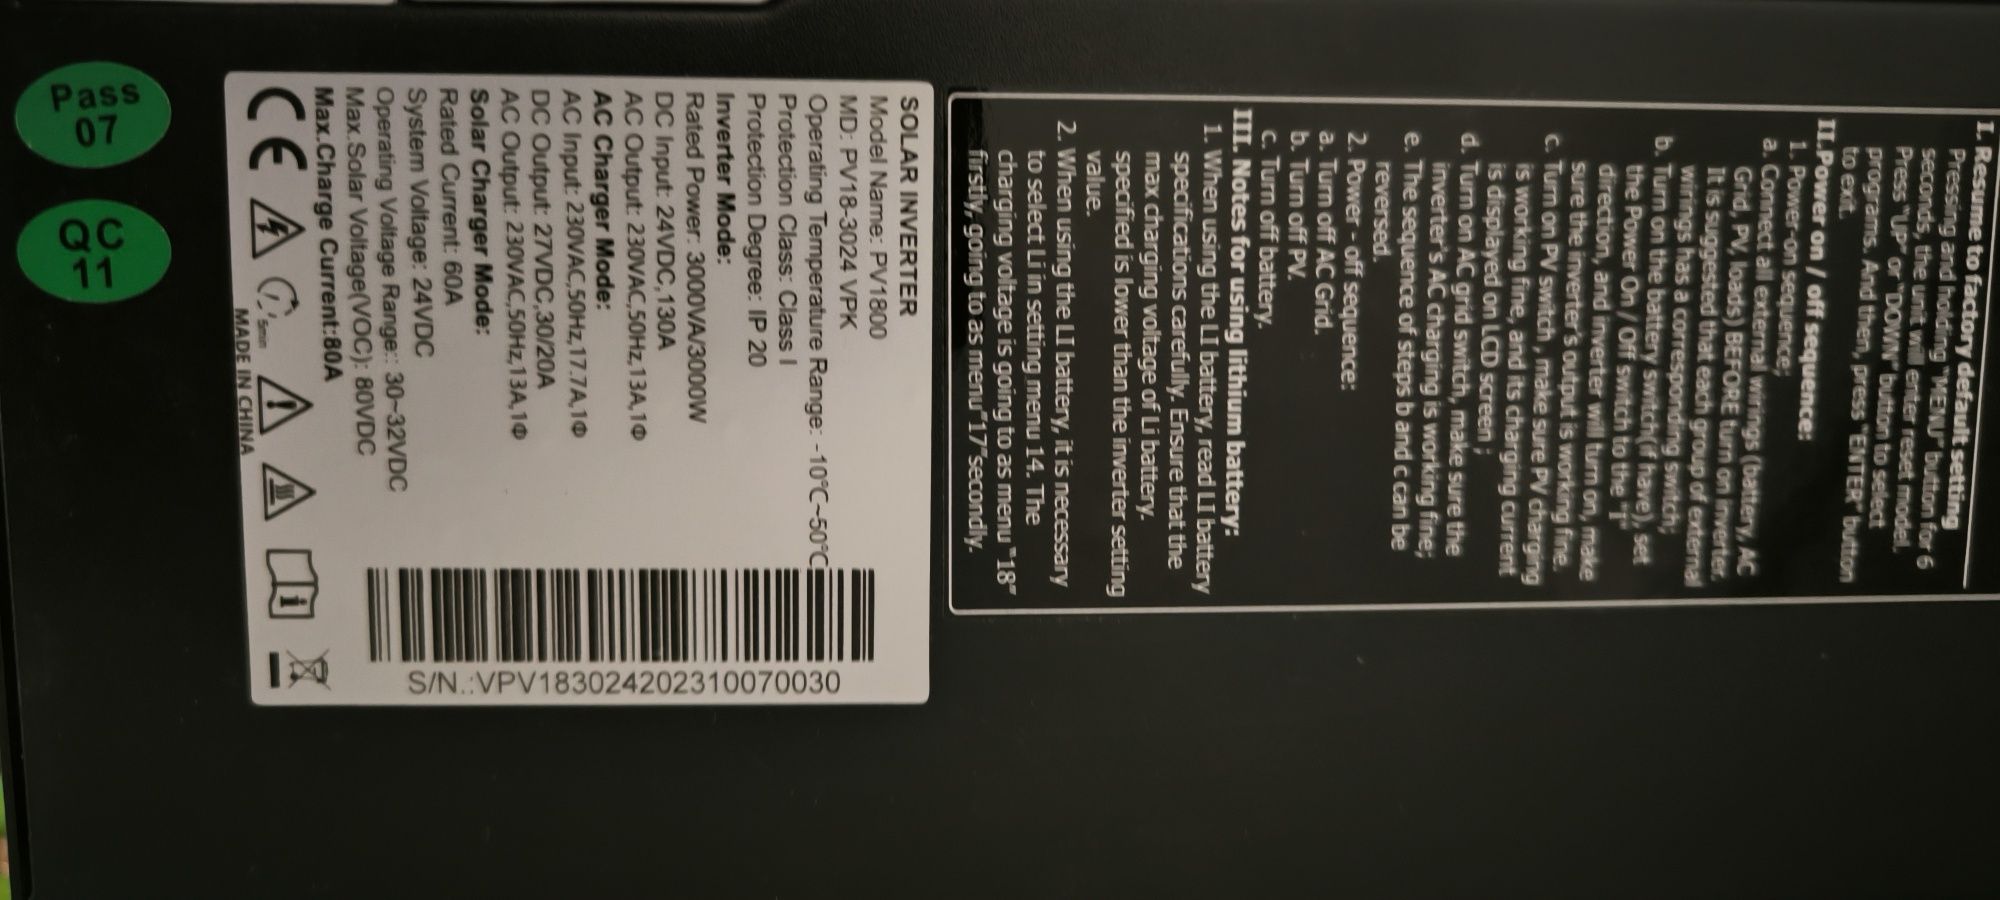 I. Resume to factory default setting
Pressing and holding "MENU" button for 6
seconds, the unit will enter reset model.
Press "UP" or "DOWN" button to select
programs. And then, press "ENTER" button
to exit.
II.Power on / off sequence:
1. Power-on sequence;
a. Connect all external wirings (battery, AC
Grid, PV, loads) BEFORE turn on inverter.
It is suggested that each group of external
wirings has a corresponding switch;
b. Turn on the battery switch (if have), set
the Power On / Off switch to the "I"
direction, and inverter will turn on, make
sure the inverter's output is working fine.
c. Turn on PV switch , make sure PV charging
is working fine, and its charging current
is displayed on LCD screen ;
d. Turn on AC grid switch, make sure the
inverter's AC charging is working fine;
e. The sequence of steps b and c can be
reversed.
2. Power - off sequence:
a. Turn off AC Grid.
b. Turn off PV.
c. Turn off battery.
III. Notes for using lithium battery:
1. When using the LI battery, read LI battery
specifications carefully. Ensure that the
max charging voltage of Li battery.
specified is lower than the inverter setting
value.
2. When using the LI battery, it is necessary
to select Li in setting menu 14. The
charging voltage is going to as menu "18"
firstly, going to as menu"17"secondly.
SOLAR INVERTER
Model Name: PV1800
MD: PV18-3024 VPK
Operating Temperature Range: -10℃~50℃
Protection Class: Class I
Protection Degree: IP 20
Inverter Mode:
Rated Power: 3000VA/3000W
DC Input: 24VDC,130A
AC Output: 230VAC,50Hz,13A,1Φ
AC Charger Mode:
AC Input: 230VAC,50Hz,17.7A,1Φ
DC Output: 27VDC,30/20A
AC Output: 230VAC,50Hz,13A,1Φ
Solar Charger Mode:
Rated Current: 60A
System Voltage: 24VDC
Operating Voltage Range:: 30~32VDC
Max.Solar Voltage(VOC): 80VDC
Max.Charge Current:80A
CE
5min
MADE IN CHINA
S/N.:VPV183024202310070030
Pass
07
QC
11